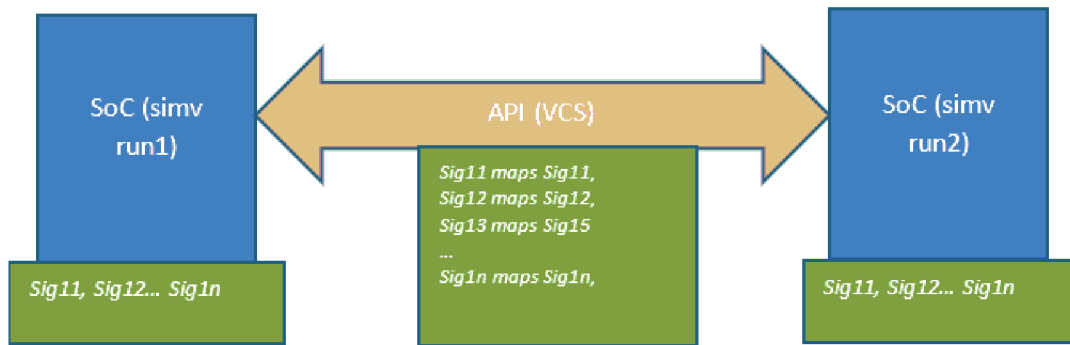 SoC (simv
run1)
Sig11, Sig12... Sig1n
API (VCS)
Sig11 maps Sig11,
Sig12 maps Sig12,
Sig13 maps Sig15
...
Sig1n maps Sig1n,
SoC (simv
run2)
Sig11, Sig12... Sig1n